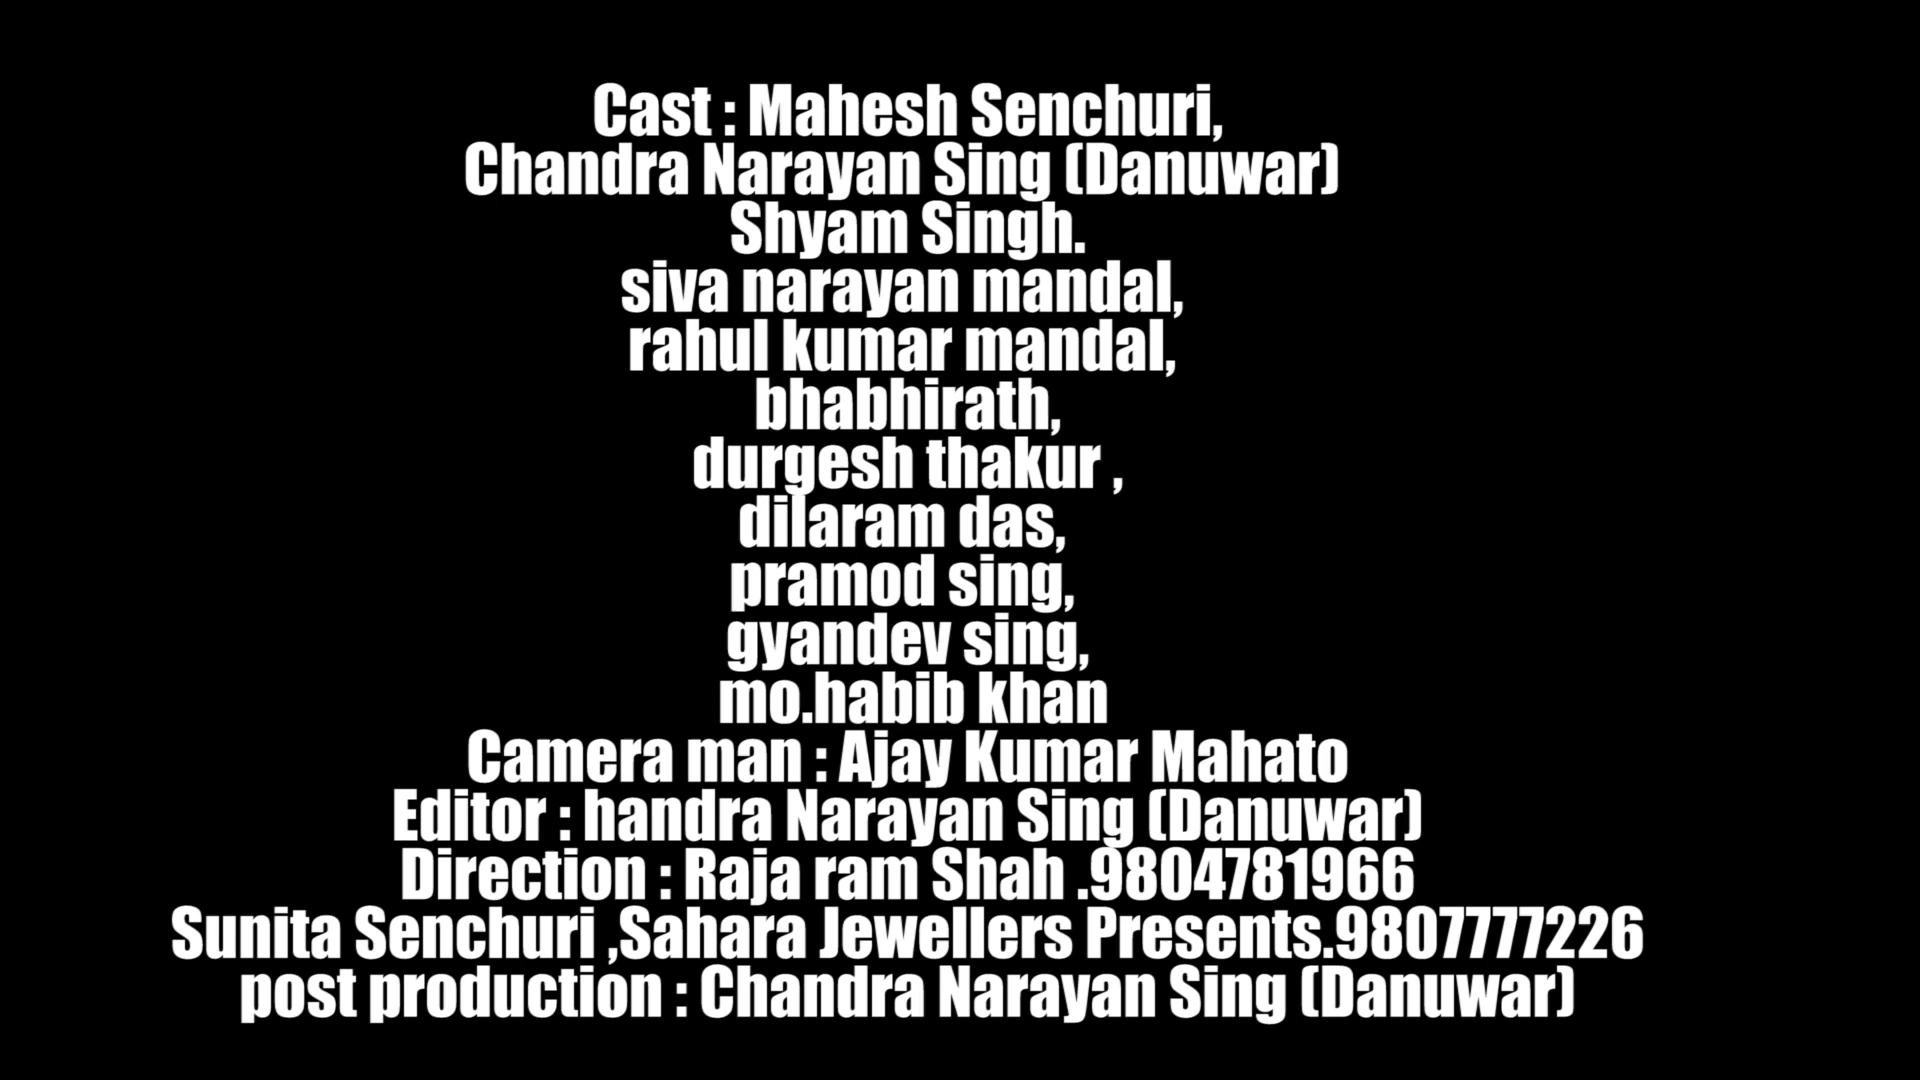 Cast : Mahesh Senchuri,
Chandra Narayan Sing (Danuwar)
Shyam Singh.
siva narayan mandal,
rahul kumar mandal,
bhabhirath,
durgesh thakur ,
dilaram das,
pramod sing,
gyandev sing,
mo.habib khan
Camera man : Ajay Kumar Mahato
Editor : handra Narayan Sing (Danuwar)
Direction : Raja ram Shah .9804781966
Sunita Senchuri ,Sahara Jewellers Presents.9807777226
post production : Chandra Narayan Sing (Danuwar)